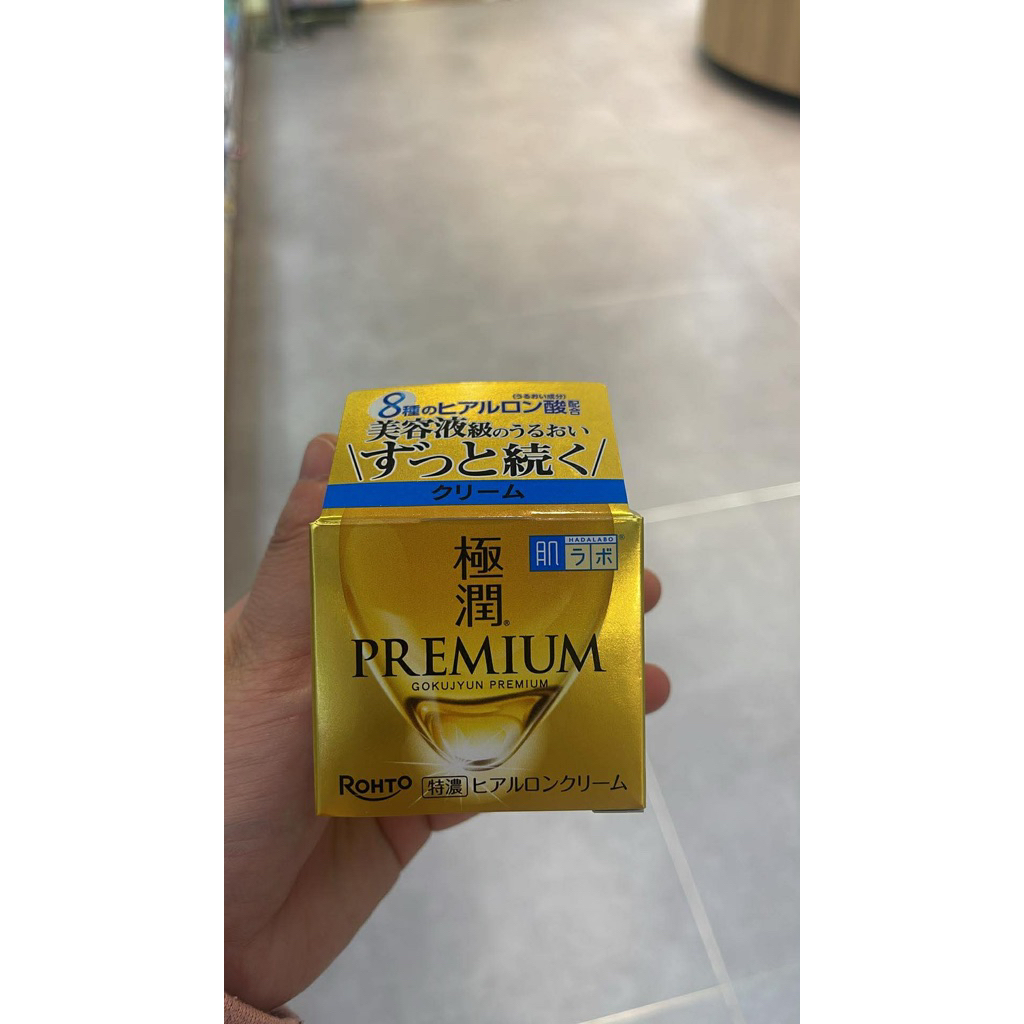 (うるおい成分)
8種のヒアルロン酸配合
美容液級のうるおい
\ずっと続く/
クリーム
HADALABO
肌ラボ®
極潤®
PREMIUM
GOKUJYUN PREMIUM
ROHTO 特濃 ヒアルロンクリーム